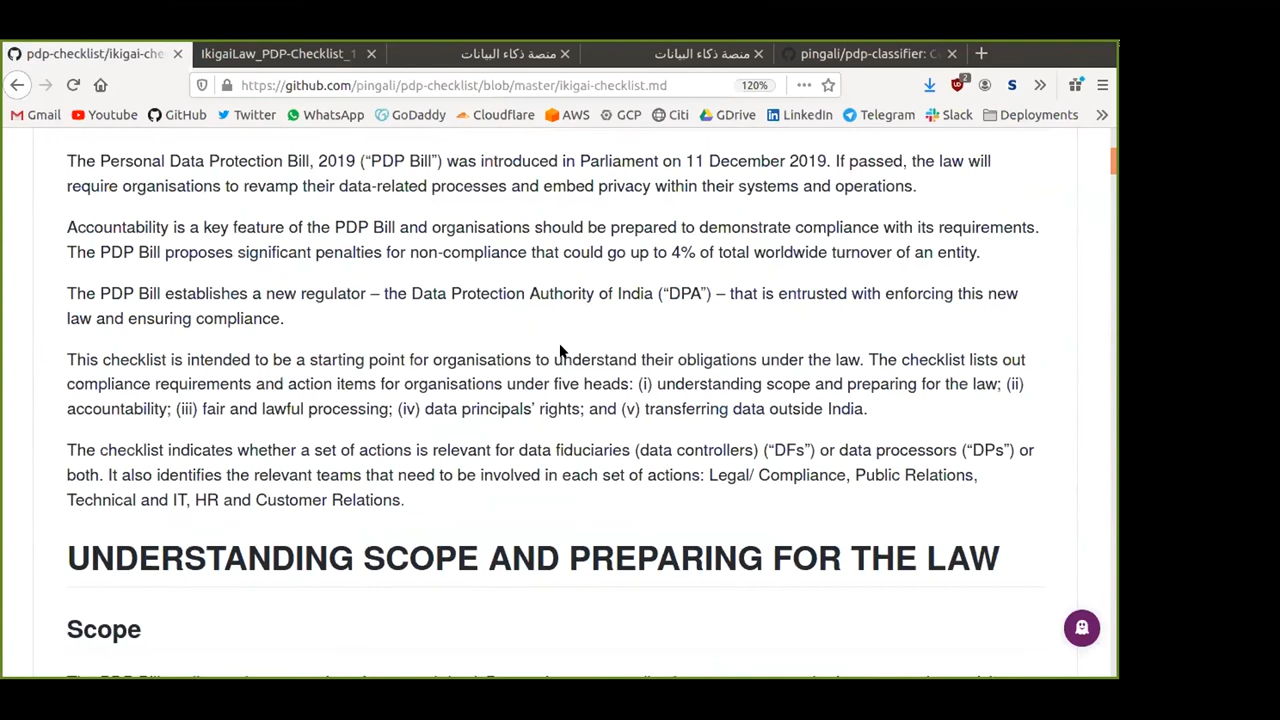 pdp-checklist/ikigai-che
IkigaiLaw_PDP-Checklist_1
منصة ذكاء البيانات
منصة ذكاء البيانات
pingali/pdp-classifier:
https://github.com/pingali/pdp-checklist/blob/master/ikigai-checklist.md
120%
2
S
Gmail
Youtube
GitHub
Twitter
WhatsApp
GoDaddy
Cloudflare
AWS
GCP
Citi
GDrive
LinkedIn
Telegram
Slack
Deployments
The Personal Data Protection Bill, 2019 (“PDP Bill”) was introduced in Parliament on 11 December 2019. If passed, the law will
require organisations to revamp their data-related processes and embed privacy within their systems and operations.
Accountability is a key feature of the PDP Bill and organisations should be prepared to demonstrate compliance with its requirements.
The PDP Bill proposes significant penalties for non-compliance that could go up to 4% of total worldwide turnover of an entity.
The PDP Bill establishes a new regulator – the Data Protection Authority of India (“DPA”) – that is entrusted with enforcing this new
law and ensuring compliance.
This checklist is intended to be a starting point for organisations to understand their obligations under the law. The checklist lists out
compliance requirements and action items for organisations under five heads: (i) understanding scope and preparing for the law; (ii)
accountability; (iii) fair and lawful processing; (iv) data principals’ rights; and (v) transferring data outside India.
The checklist indicates whether a set of actions is relevant for data fiduciaries (data controllers) (“DFs”) or data processors (“DPs”) or
both. It also identifies the relevant teams that need to be involved in each set of actions: Legal/ Compliance, Public Relations,
Technical and IT, HR and Customer Relations.
UNDERSTANDING SCOPE AND PREPARING FOR THE LAW
Scope